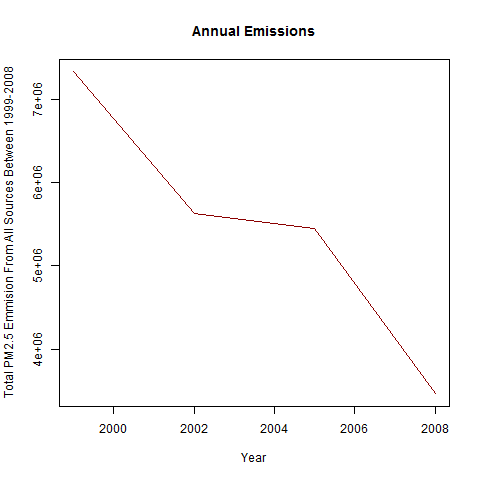 Annual Emissions
Total PM2.5 Emmision From All Sources Between 1999-2008
7e+06
6e+06
5e+06
4e+06
2000 2002 2004 2006 2008
Year